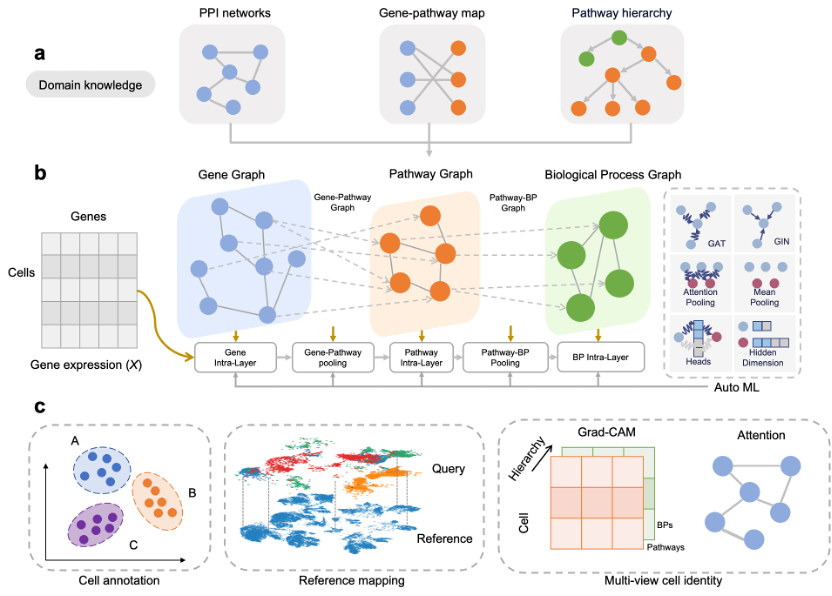 PPI networks
Gene-pathway map
Pathway hierarchy
a
Domain knowledge
b
Gene Graph
Pathway Graph
Biological Process Graph
Gene-Pathway
Graph
Pathway-BP
Graph
Genes
Cells
Gene expression (X)
GAT
GIN
Attention
Pooling
Mean
Pooling
Heads
Hidden
Dimension
Gene
Intra-Layer
Gene-Pathway
pooling
Pathway
Intra-Layer
Pathway-BP
Pooling
BP Intra-Layer
Auto ML
c
A
B
C
Cell annotation
Query
Reference
Reference mapping
Hierarchy
Grad-CAM
Attention
Cell
BPs
Pathways
Multi-view cell identity